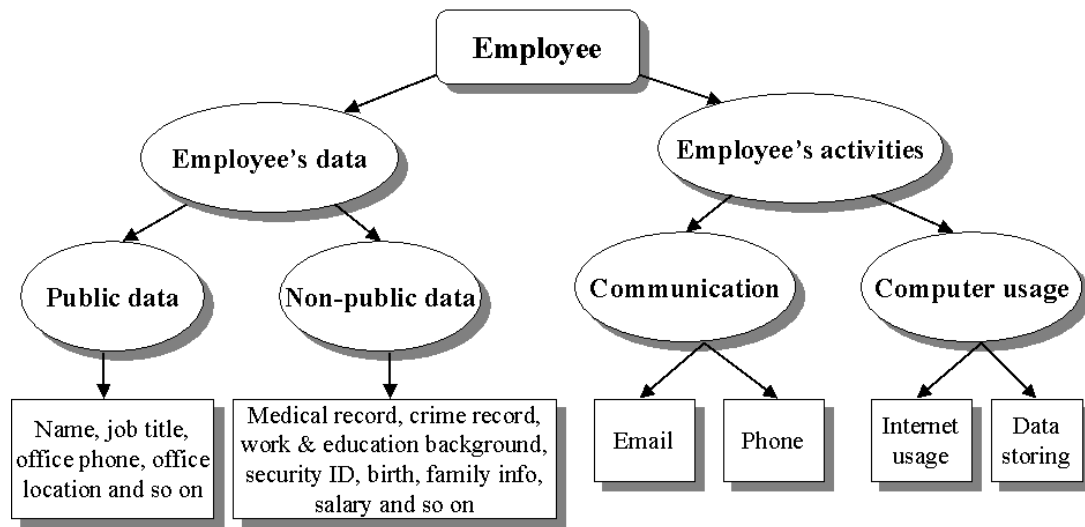 Employee
Employee's data
Employee's activities
Public data
Non-public data
Communication
Computer usage
Name, job title,
office phone, office
location and so on
Medical record, crime record,
work & education background,
security ID, birth, family info,
salary and so on
Email
Phone
Internet
usage
Data
storing